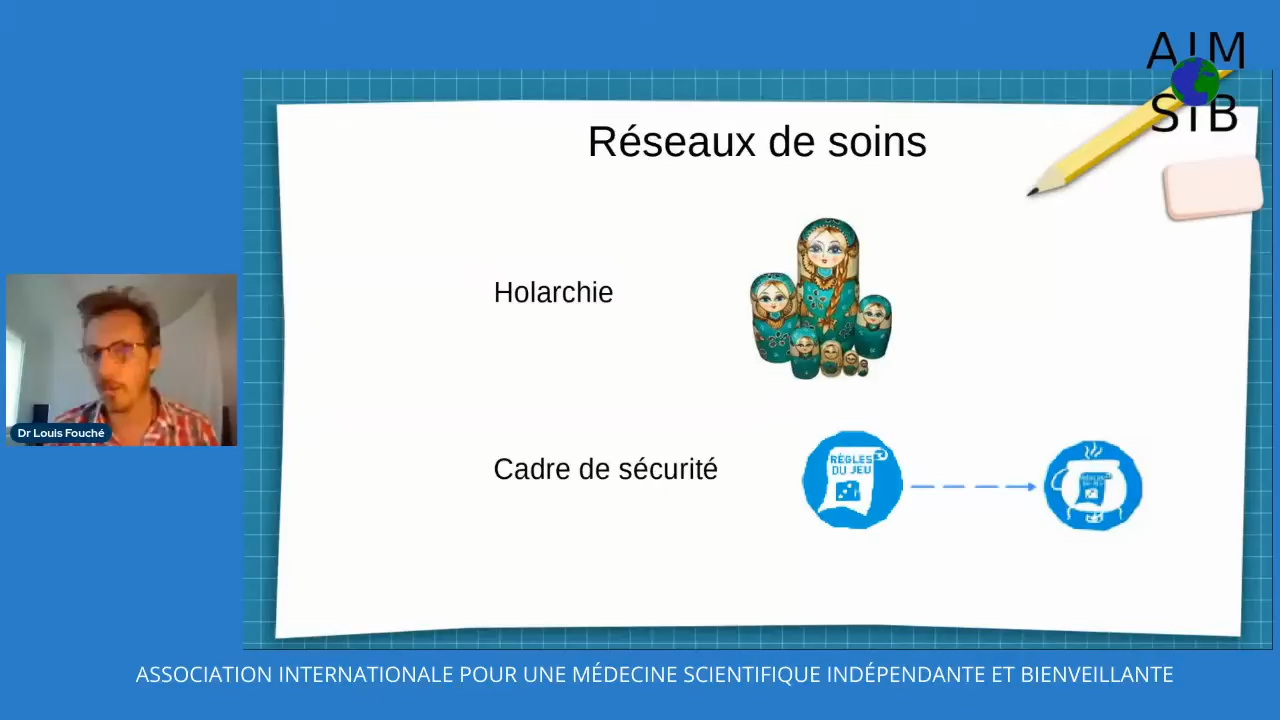 AIM
SIB
Réseaux de soins
Holarchie
Dr Louis Fouché
Cadre de sécurité
RÈGLES
DU JEU
ASSOCIATION INTERNATIONALE POUR UNE MÉDECINE SCIENTIFIQUE INDÉPENDANTE ET BIENVEILLANTE